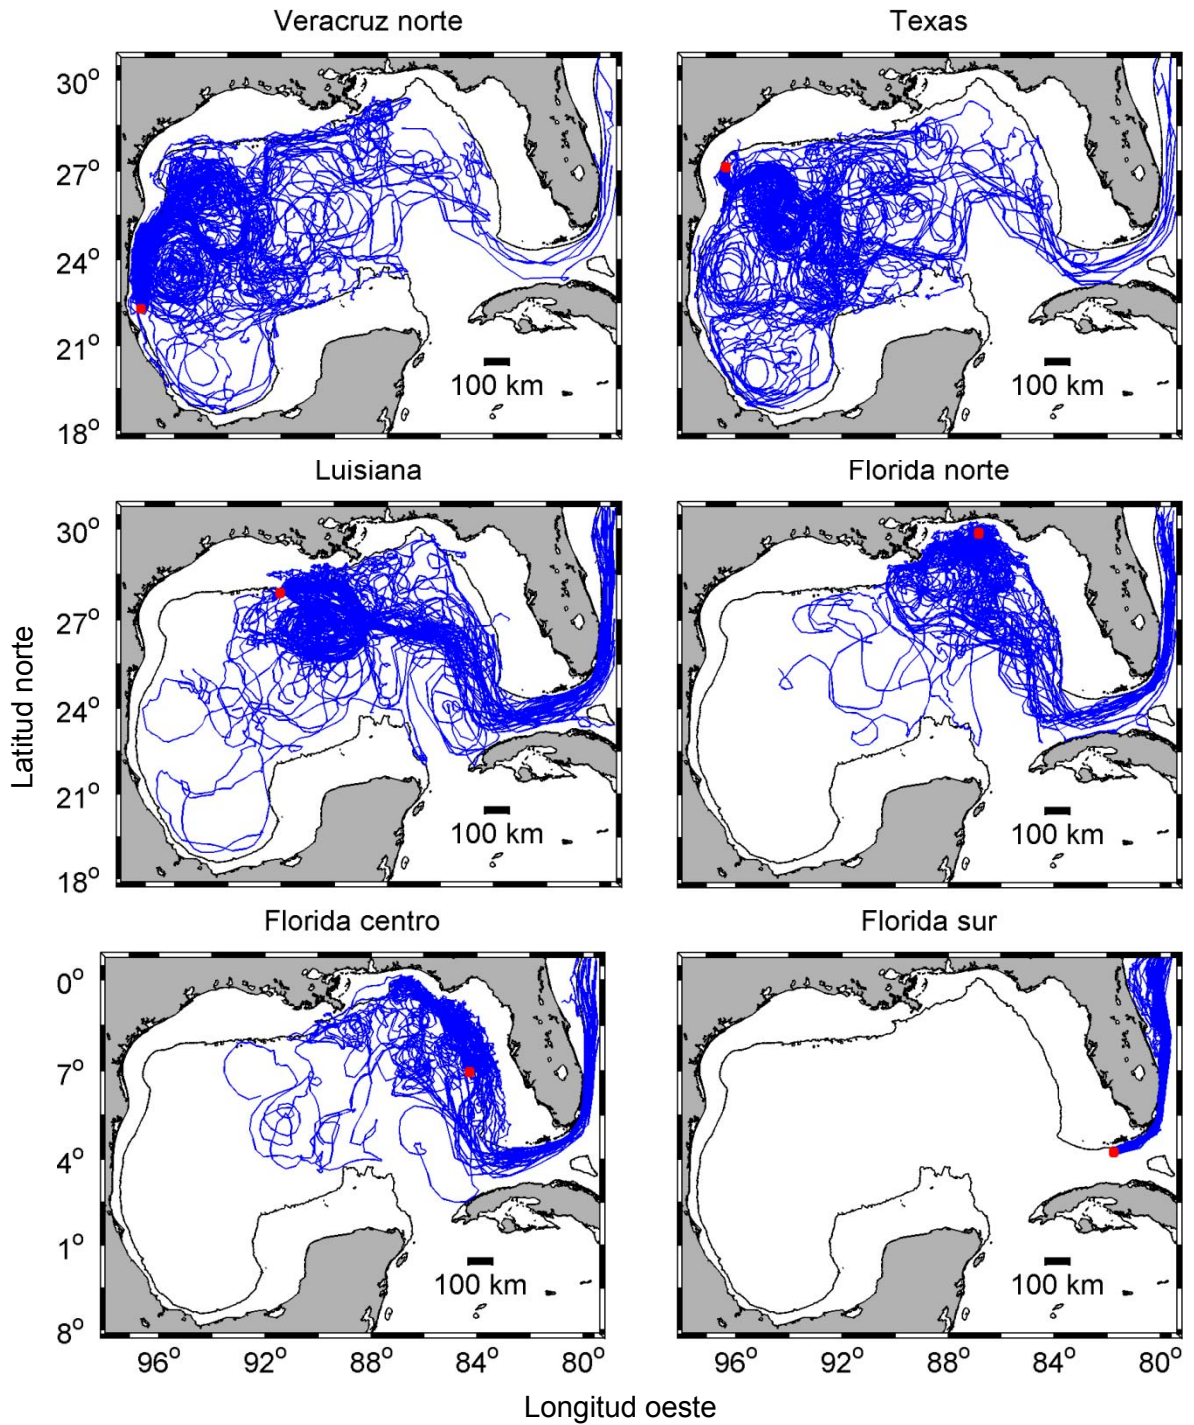 Veracruz norte
Texas
30°
27°
24°
21°
18°
100 km
100 km
Luisiana
Florida norte
30°
27°
24°
21°
18°
100 km
100 km
Latitud norte
Florida centro
Florida sur
0°
7°
4°
1°
8°
100 km
100 km
96° 92° 88° 84° 80°
96° 92° 88° 84° 80°
Longitud oeste